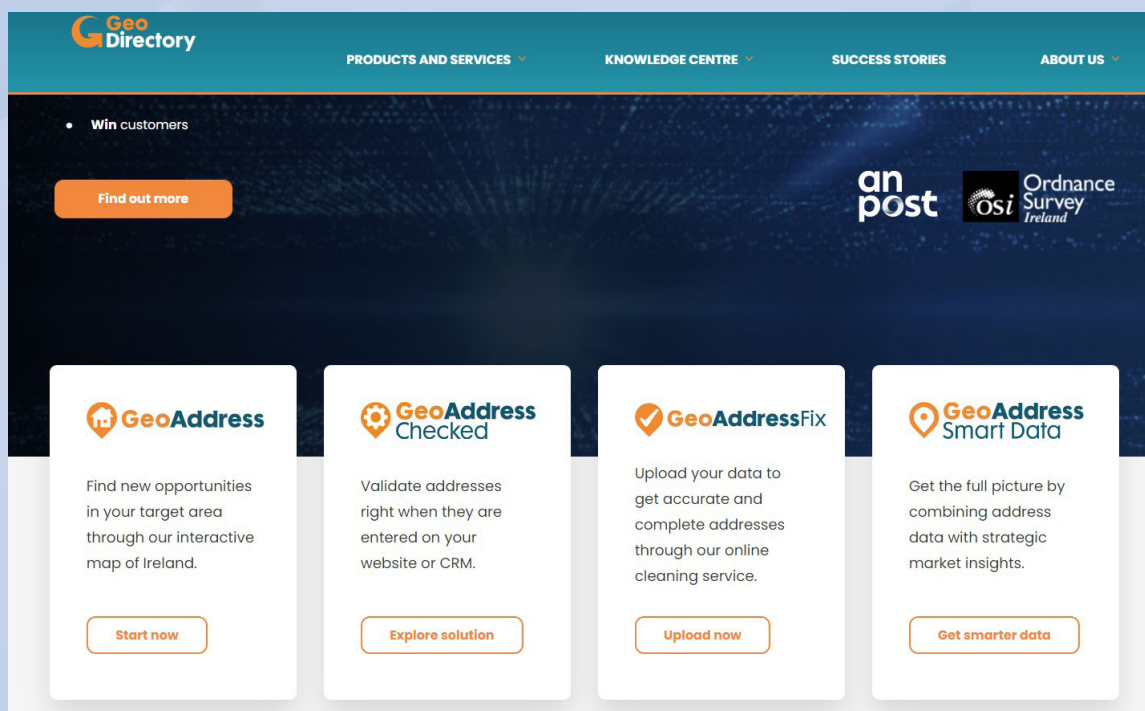 Geo
Directory
PRODUCTS AND SERVICES
KNOWLEDGE CENTRE
SUCCESS STORIES
ABOUT US
• Win customers
Find out more
an
post
osi
Ordnance
Survey
Ireland
GeoAddress
Find new opportunities
in your target area
through our interactive
map of Ireland.
Start now
GeoAddress
Checked
Validate addresses
right when they are
entered on your
website or CRM.
Explore solution
GeoAddressFix
Upload your data to
get accurate and
complete addresses
through our online
cleaning service.
Upload now
GeoAddress
Smart Data
Get the full picture by
combining address
data with strategic
market insights.
Get smarter data